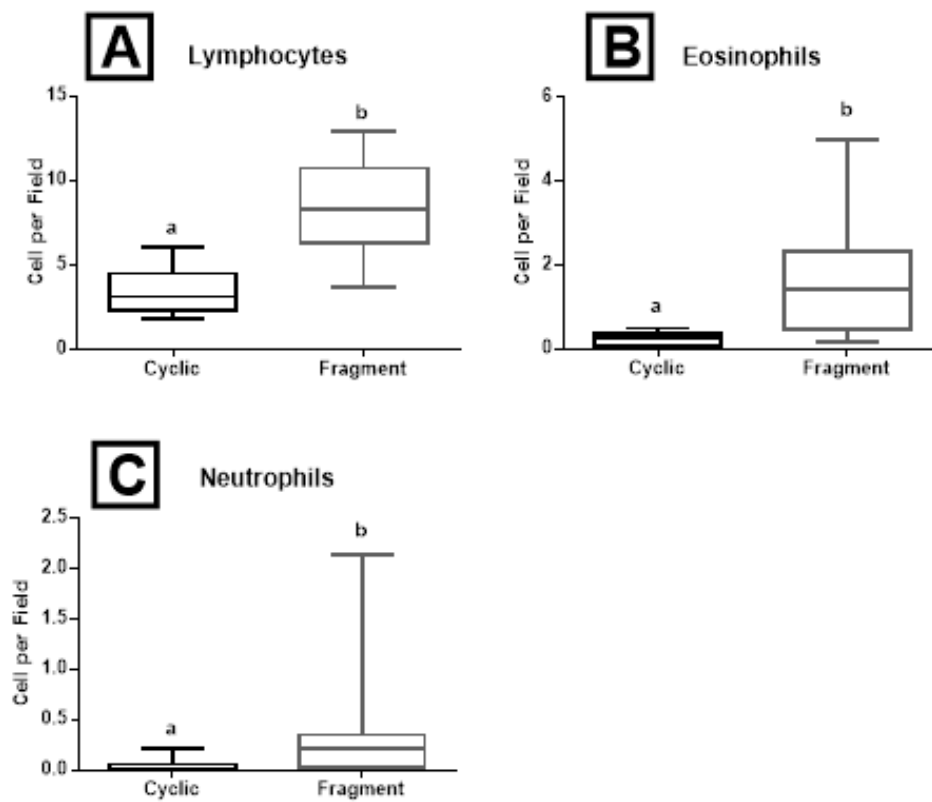 A Lymphocytes
Cell per Field
15
10
5
0
a
b
Cyclic Fragment
B Eosinophils
Cell per Field
6
4
2
0
a
b
Cyclic Fragment
C Neutrophils
Cell per Field
2.5
2.0
1.5
1.0
0.5
0.0
a
b
Cyclic Fragment